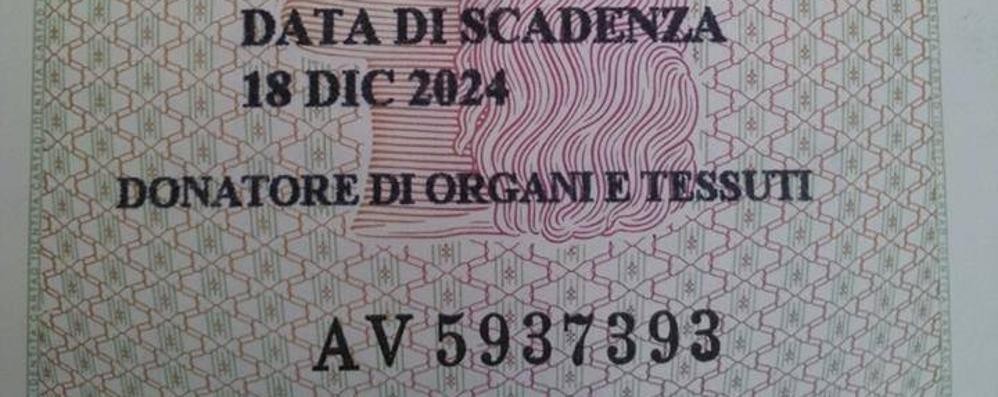 DATA DI SCADENZA
18 DIC 2024
DONATORE DI ORGANI E TESSUTI
AV 5937393